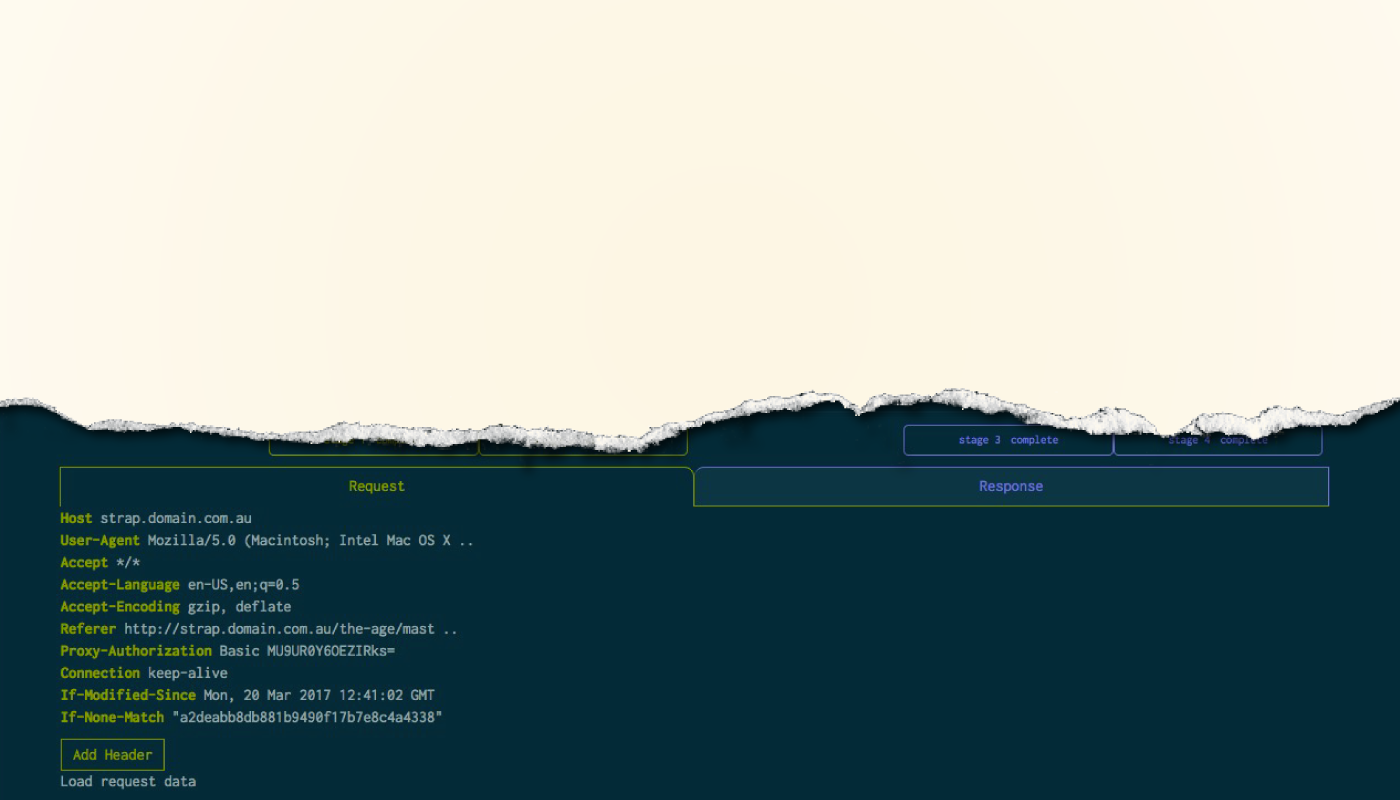 stage 3 complete
stage 4 complete
Request
Response
Host strap.domain.com.au
User-Agent Mozilla/5.0 (Macintosh; Intel Mac OS X ..
Accept */*
Accept-Language en-US,en;q=0.5
Accept-Encoding gzip, deflate
Referer http://strap.domain.com.au/the-age/mast ..
Proxy-Authorization Basic MU9UR0Y6OEZIRks=
Connection keep-alive
If-Modified-Since Mon, 20 Mar 2017 12:41:02 GMT
If-None-Match "a2deabb8db881b9490f17b7e8c4a4338"
Add Header
Load request data